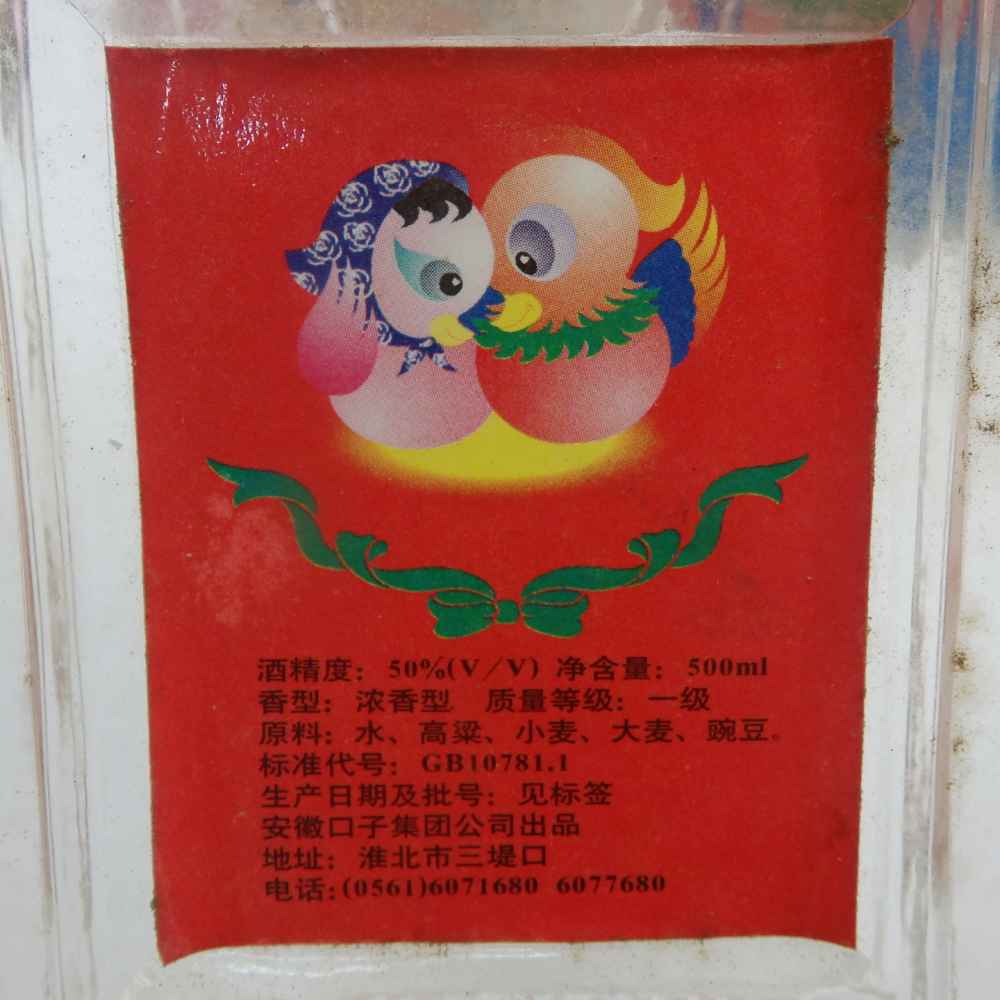 酒精度：50%(V/V) 净含量：500ml
香型：浓香型 质量等级：一级
原料：水、高粱、小麦、大麦、豌豆。
标准代号：GB10781.1
生产日期及批号：见标签
安徽口子集团公司出品
地址：淮北市三堤口
电话：(0561)6071680 6077680